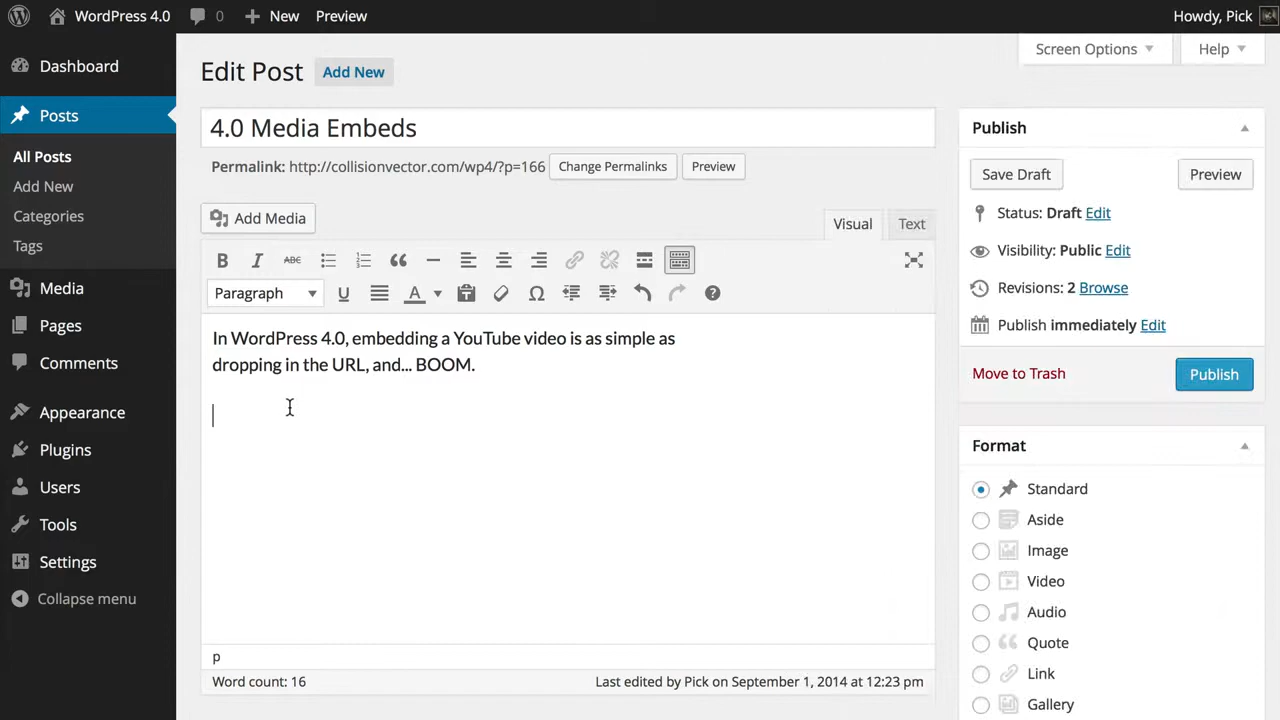 WordPress 4.0 0 New Preview Howdy, Pick
Screen Options Help
Dashboard
Posts
All Posts
Add New
Categories
Tags
Media
Pages
Comments
Appearance
Plugins
Users
Tools
Settings
Collapse menu
Edit Post Add New
4.0 Media Embeds
Permalink: http://collisionvector.com/wp4/?p=166 Change Permalinks Preview
Add Media
Visual Text
B I ABC
Paragraph U A Ω
In WordPress 4.0, embedding a YouTube video is as simple as
dropping in the URL, and... BOOM.
p
Word count: 16 Last edited by Pick on September 1, 2014 at 12:23 pm
Publish
Save Draft Preview
Status: Draft Edit
Visibility: Public Edit
Revisions: 2 Browse
Publish immediately Edit
Move to Trash Publish
Format
Standard
Aside
Image
Video
Audio
Quote
Link
Gallery